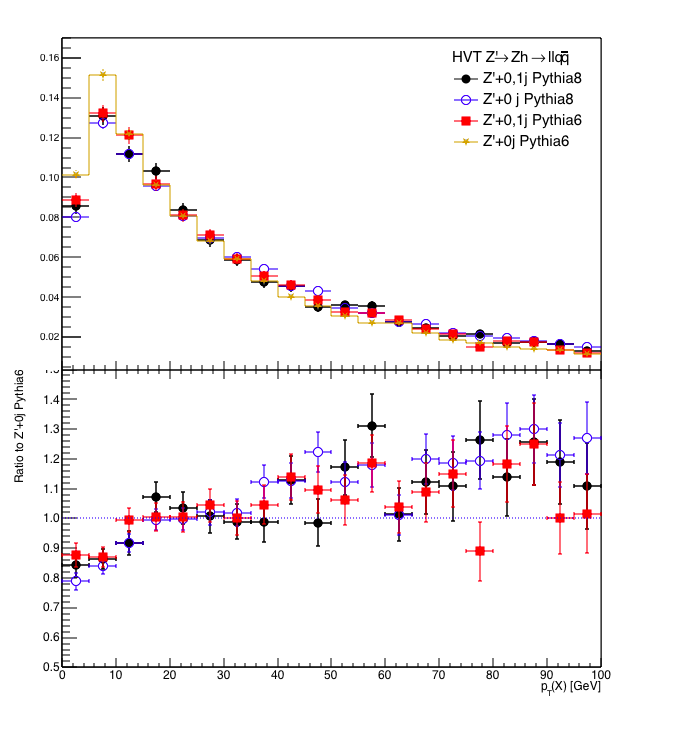 HVT Z'→Zh→llqq̄
Z'+0,1j Pythia8
Z'+0 j Pythia8
Z'+0,1j Pythia6
Z'+0j Pythia6
0.16
0.14
0.12
0.10
0.08
0.06
0.04
0.02
Ratio to Z'+0j Pythia6
1.4
1.3
1.2
1.1
1.0
0.9
0.8
0.7
0.6
0.5
0 10 20 30 40 50 60 70 80 90 100
p_T(X) [GeV]